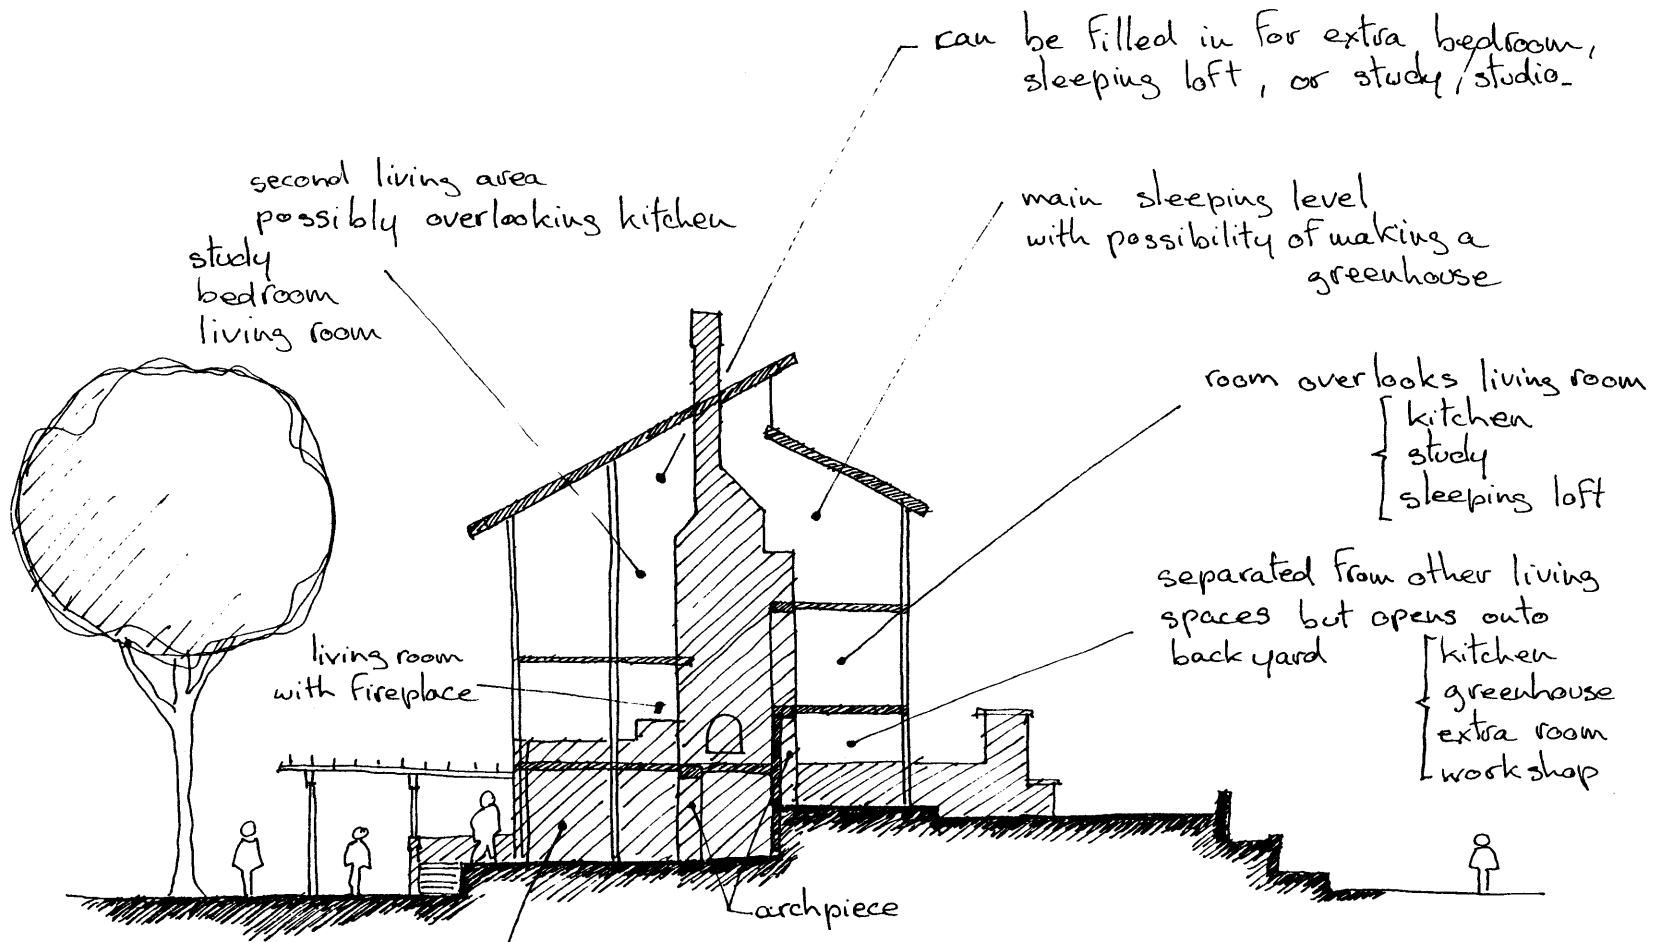 can be filled in for extra bedroom,
sleeping loft, or study/studio-
second living area
possibly overlooking kitchen
study
bedroom
living room
main sleeping level
with possibility of making a
greenhouse
room overlooks living room
kitchen
study
sleeping loft
separated from other living
spaces but opens onto
back yard
kitchen
greenhouse
extra room
workshop
living room
with fireplace
archpiece